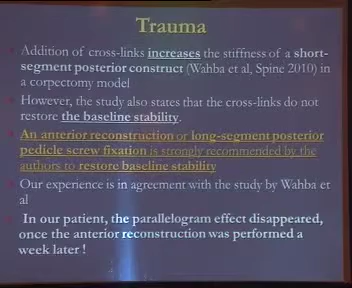 Trauma
Addition of cross-links increases the stiffness of a short-
segment posterior construct (Wahba et al, Spine 2010) in
a corpectomy model
However, the study also states that the cross-links do not
restore the baseline stability.
An anterior reconstruction or long-segment posterior
pedicle screw fixation is strongly recommended by the
authors to restore baseline stability
Our experience is in agreement with the study by Wahba et
al
In our patient, the parallelogram effect disappeared,
once the anterior reconstruction was performed a
week later !